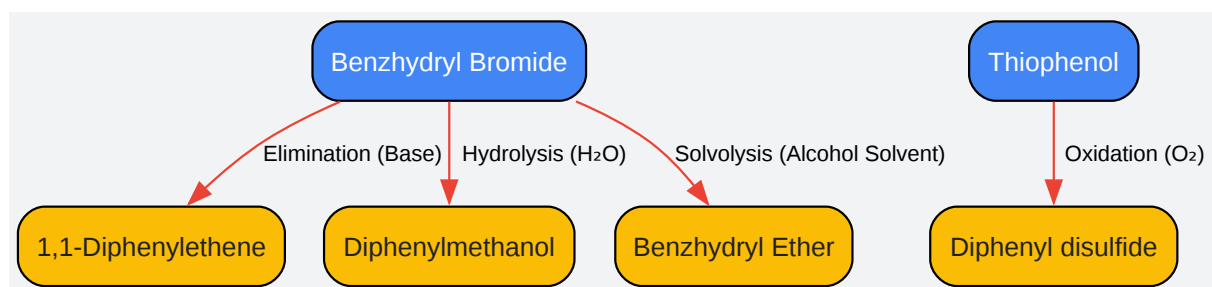 Benzhydryl Bromide
Thiophenol
Elimination (Base)
Hydrolysis (H₂O)
Solvolysis (Alcohol Solvent)
Oxidation (O₂)
1,1-Diphenylethene
Diphenylmethanol
Benzhydryl Ether
Diphenyl disulfide